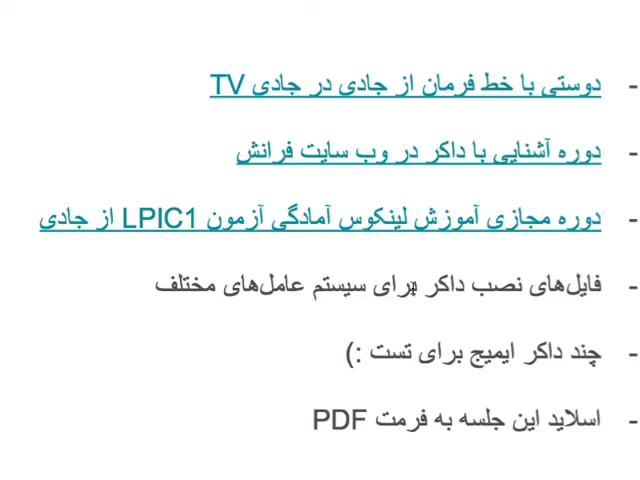 - دوستی با خط فرمان از جادی در جادی TV
- دوره آشنایی با داکر در وب سایت فرانش
- دوره مجازی آموزش لینکوس آمادگی آزمون LPIC1 از جادی
- فایل‌های نصب داکر برای سیستم عامل‌های مختلف
- چند داکر ایمیج برای تست :)
- اسلاید این جلسه به فرمت PDF